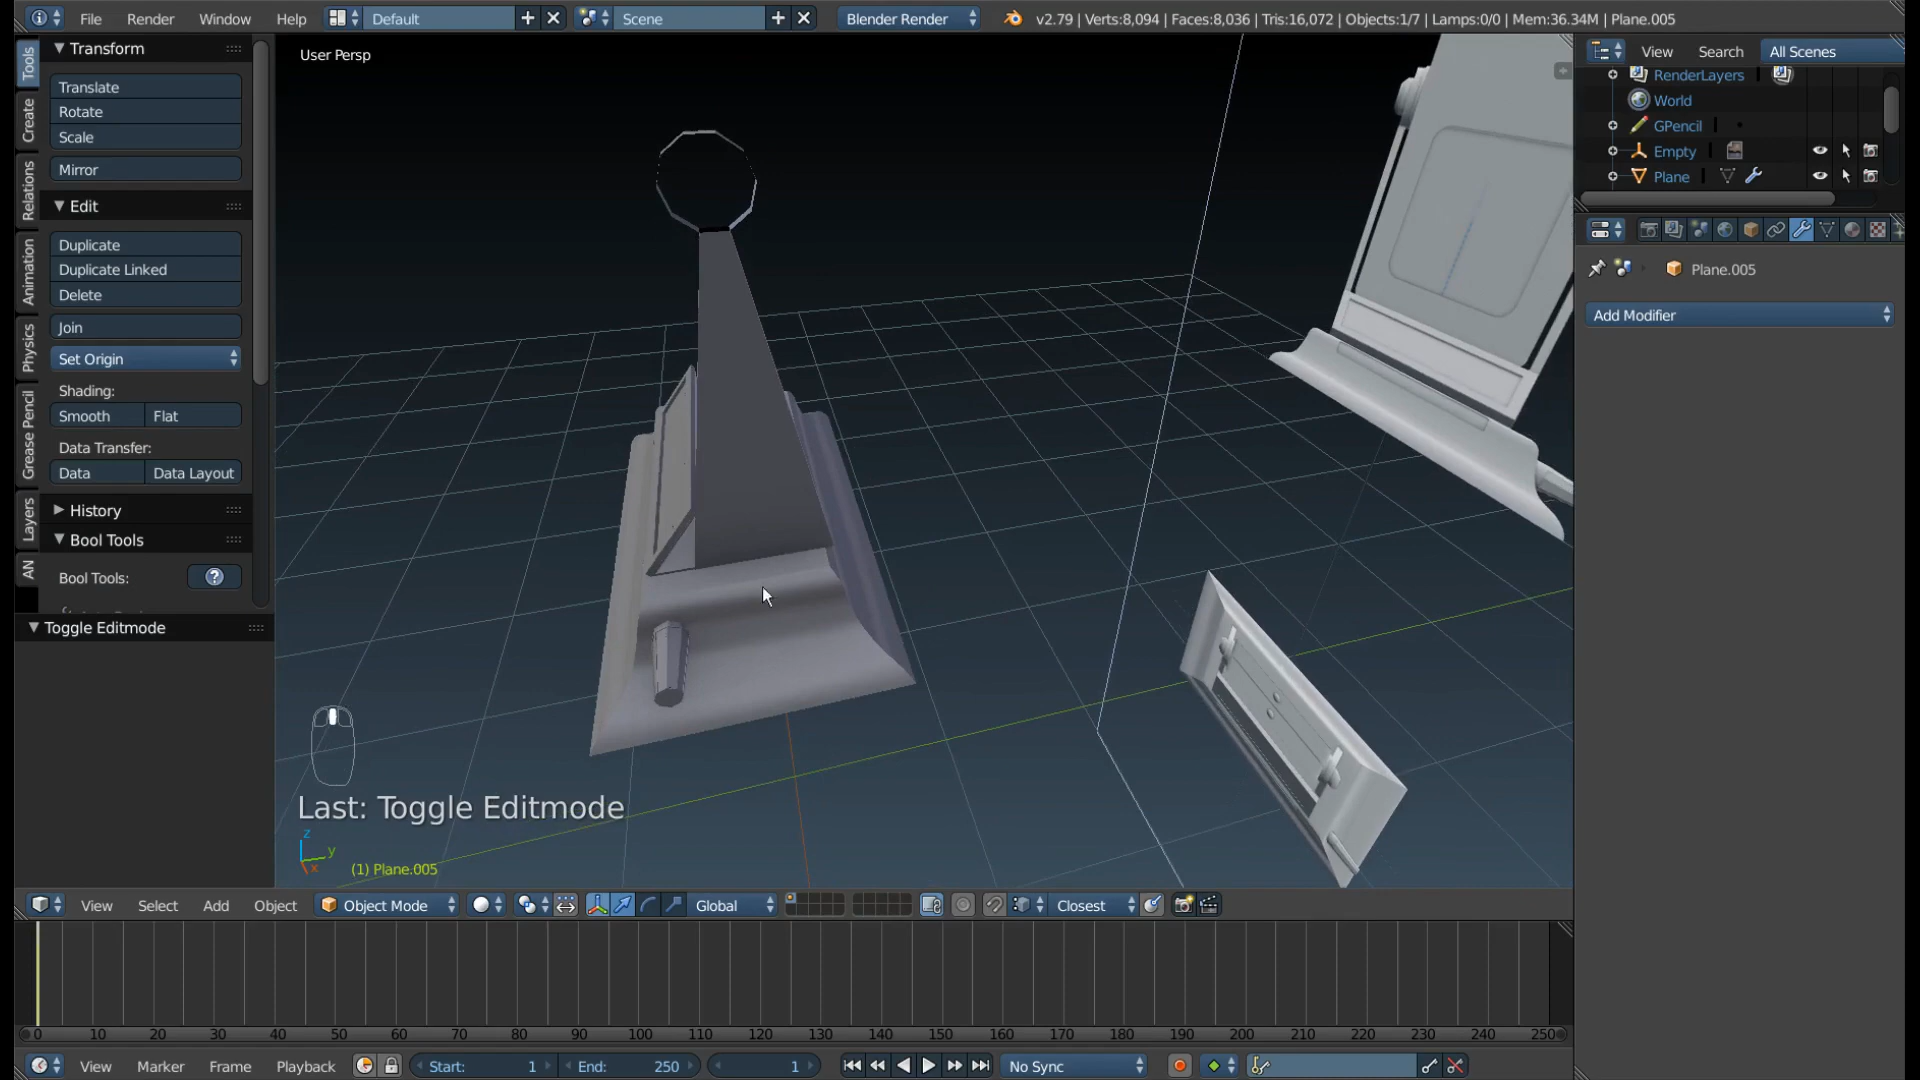 File Render Window Help Default Scene Blender Render v2.79 | Verts:8,094 | Faces:8,036 | Tris:16,072 | Objects:1/7 | Lamps:0/0 | Mem:36.34M | Plane.005
Tools
Create
Relations
Animation
Physics
Grease Pencil
Layers
AN
Transform
Translate
Rotate
Scale
Mirror
Edit
Duplicate
Duplicate Linked
Delete
Join
Set Origin
Shading:
Smooth Flat
Data Transfer:
Data Data Layout
History
Bool Tools
Bool Tools:
Toggle Editmode
User Persp
Last: Toggle Editmode
z
y
x
(1) Plane.005
View Search All Scenes
RenderLayers
World
GPencil
Empty
Plane
Plane.005
Add Modifier
View Select Add Object Object Mode Global Closest
0 10 20 30 40 50 60 70 80 90 100 110 120 130 140 150 160 170 180 190 200 210 220 230 240 250
View Marker Frame Playback Start: 1 End: 250 1 No Sync